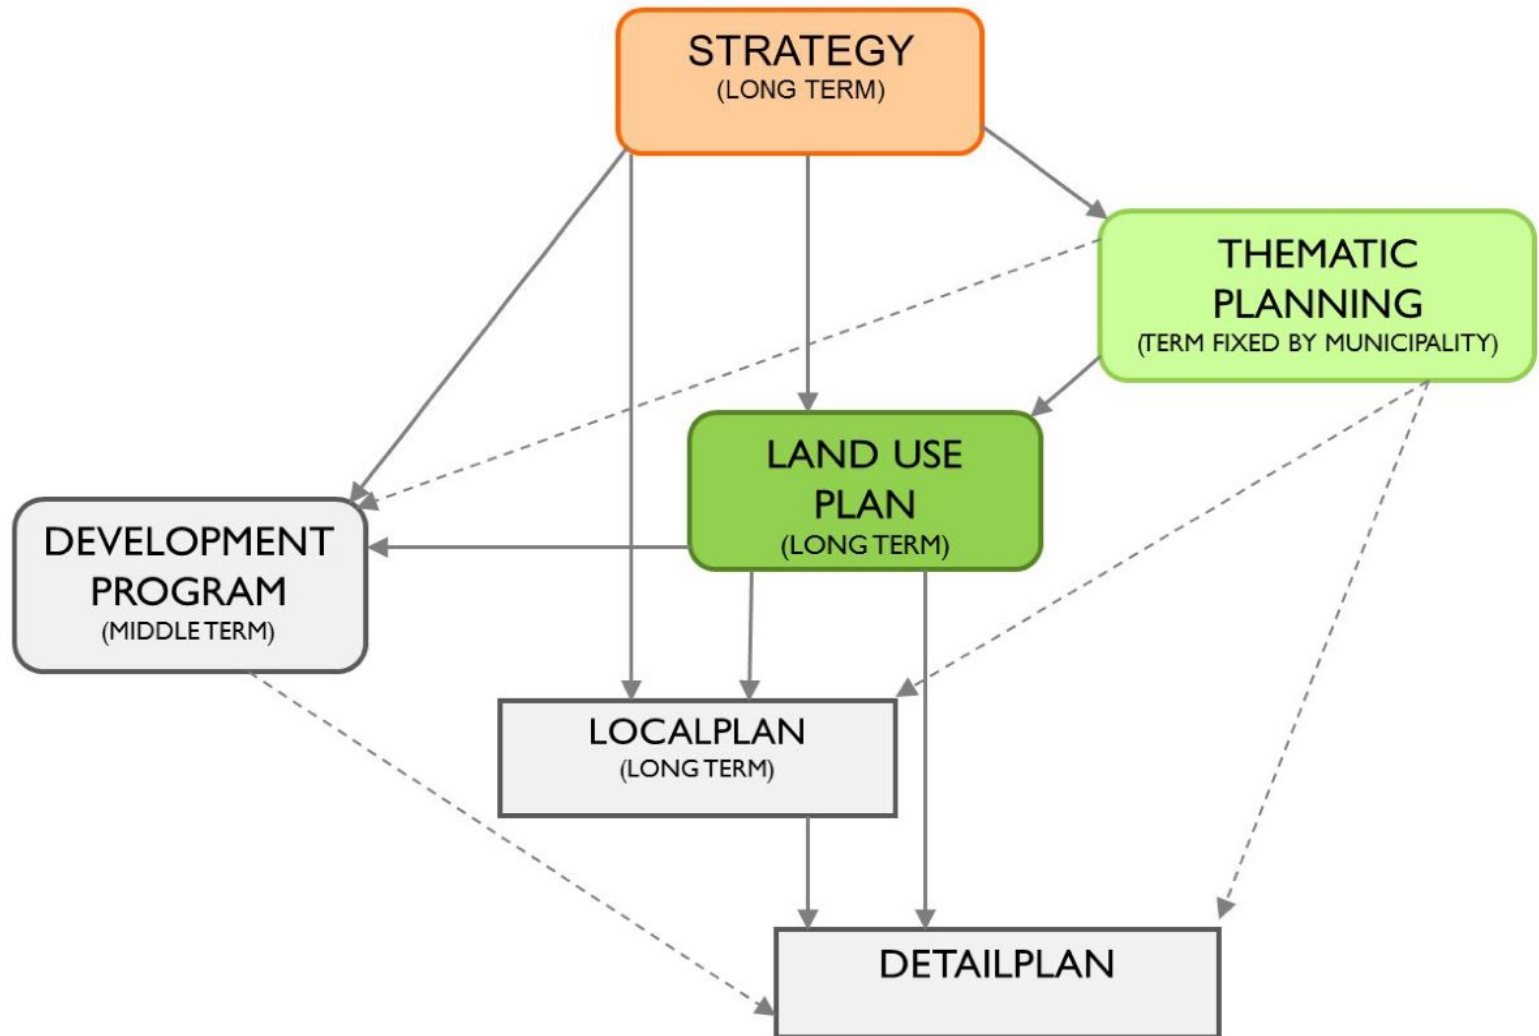 STRATEGY
(LONG TERM)
THEMATIC
PLANNING
(TERM FIXED BY MUNICIPALITY)
LAND USE
PLAN
(LONG TERM)
DEVELOPMENT
PROGRAM
(MIDDLE TERM)
LOCALPLAN
(LONG TERM)
DETAILPLAN